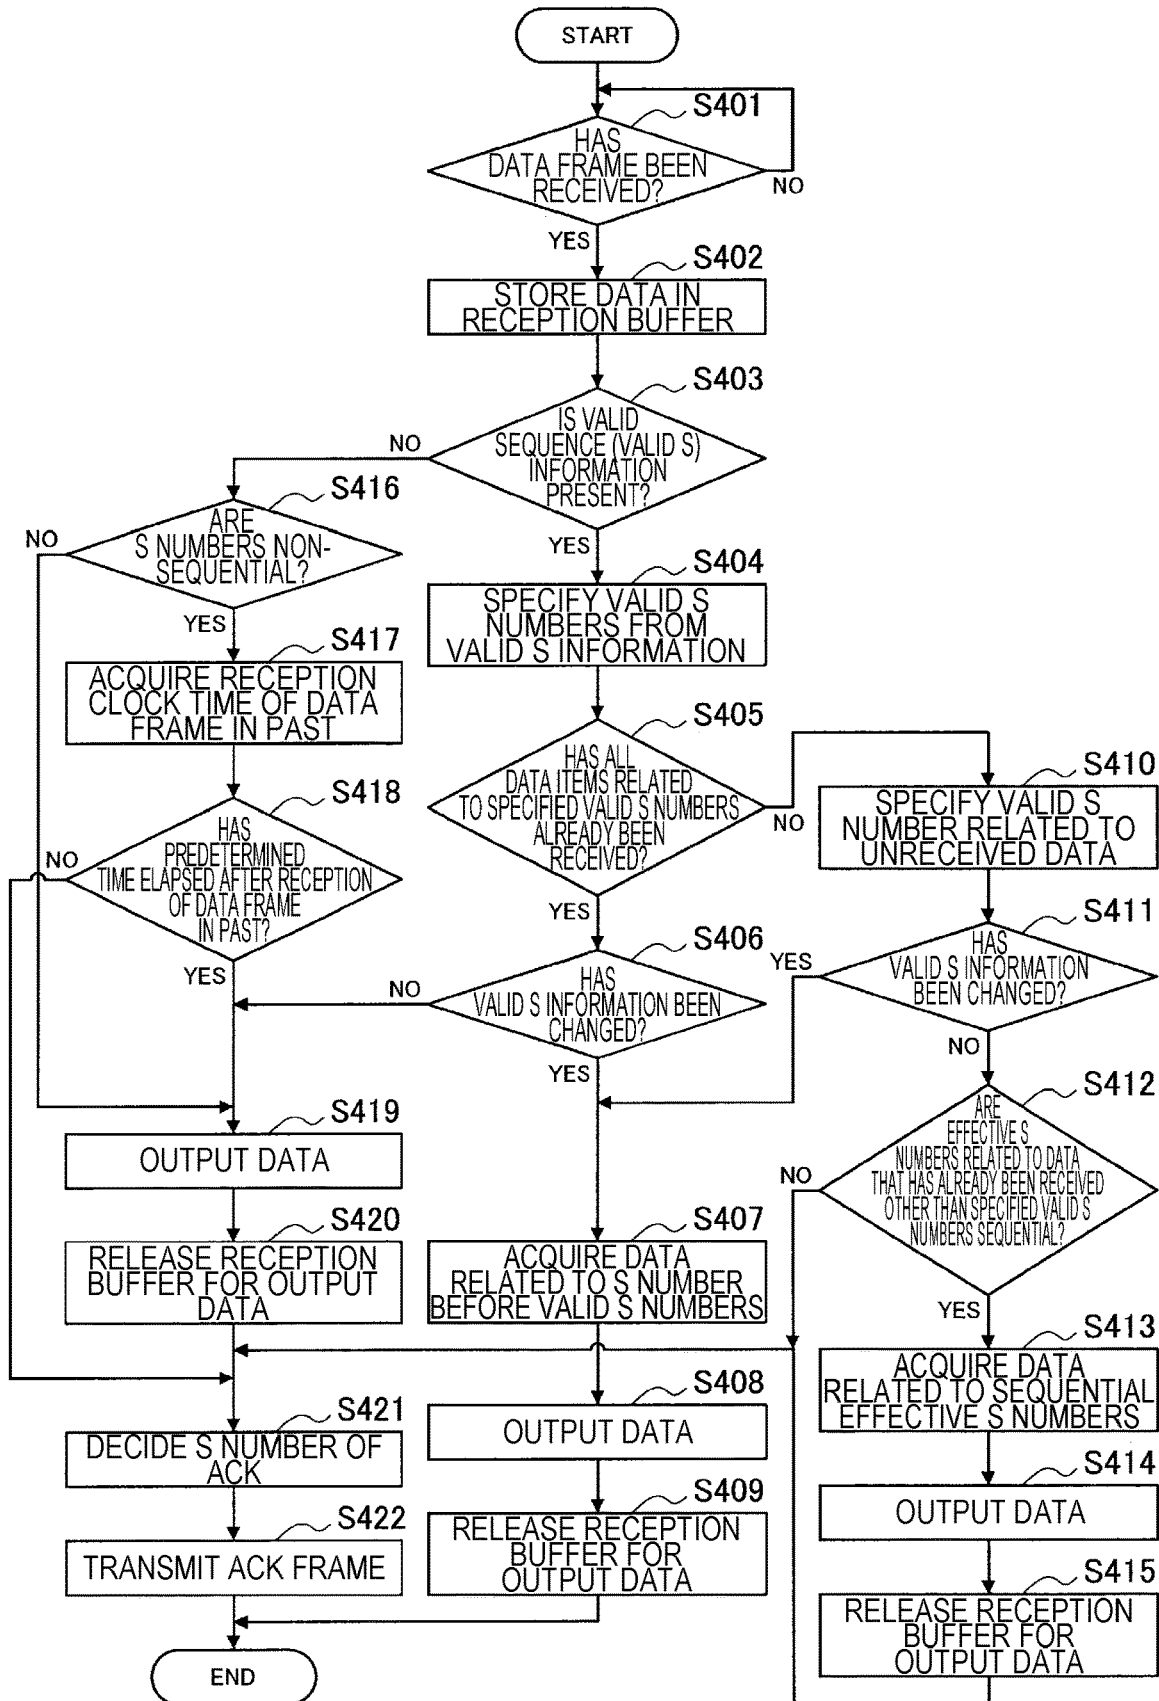 START
S401
HAS
DATA FRAME BEEN
RECEIVED?
NO
YES
S402
STORE DATA IN
RECEPTION BUFFER
S403
IS VALID
SEQUENCE (VALID S)
INFORMATION
PRESENT?
NO
YES
S404
SPECIFY VALID S
NUMBERS FROM
VALID S INFORMATION
S405
HAS ALL
DATA ITEMS RELATED
TO SPECIFIED VALID S NUMBERS
ALREADY BEEN
RECEIVED?
NO
YES
S406
HAS
VALID S INFORMATION BEEN
CHANGED?
NO
YES
S407
ACQUIRE DATA
RELATED TO S NUMBER
BEFORE VALID S NUMBERS
S408
OUTPUT DATA
S409
RELEASE RECEPTION
BUFFER FOR
OUTPUT DATA
S410
SPECIFY VALID S
NUMBER RELATED TO
UNRECEIVED DATA
S411
HAS
VALID S INFORMATION
BEEN CHANGED?
YES
NO
S412
ARE
EFFECTIVE S
NUMBERS RELATED TO DATA
THAT HAS ALREADY BEEN RECEIVED
OTHER THAN SPECIFIED VALID S
NUMBERS SEQUENTIAL?
NO
YES
S413
ACQUIRE DATA
RELATED TO SEQUENTIAL
EFFECTIVE S NUMBERS
S414
OUTPUT DATA
S415
RELEASE RECEPTION
BUFFER FOR
OUTPUT DATA
S416
ARE
S NUMBERS NON-
SEQUENTIAL?
NO
YES
S417
ACQUIRE RECEPTION
CLOCK TIME OF DATA
FRAME IN PAST
S418
HAS
PREDETERMINED
TIME ELAPSED AFTER RECEPTION
OF DATA FRAME
IN PAST?
NO
YES
S419
OUTPUT DATA
S420
RELEASE RECEPTION
BUFFER FOR OUTPUT
DATA
S421
DECIDE S NUMBER OF
ACK
S422
TRANSMIT ACK FRAME
END